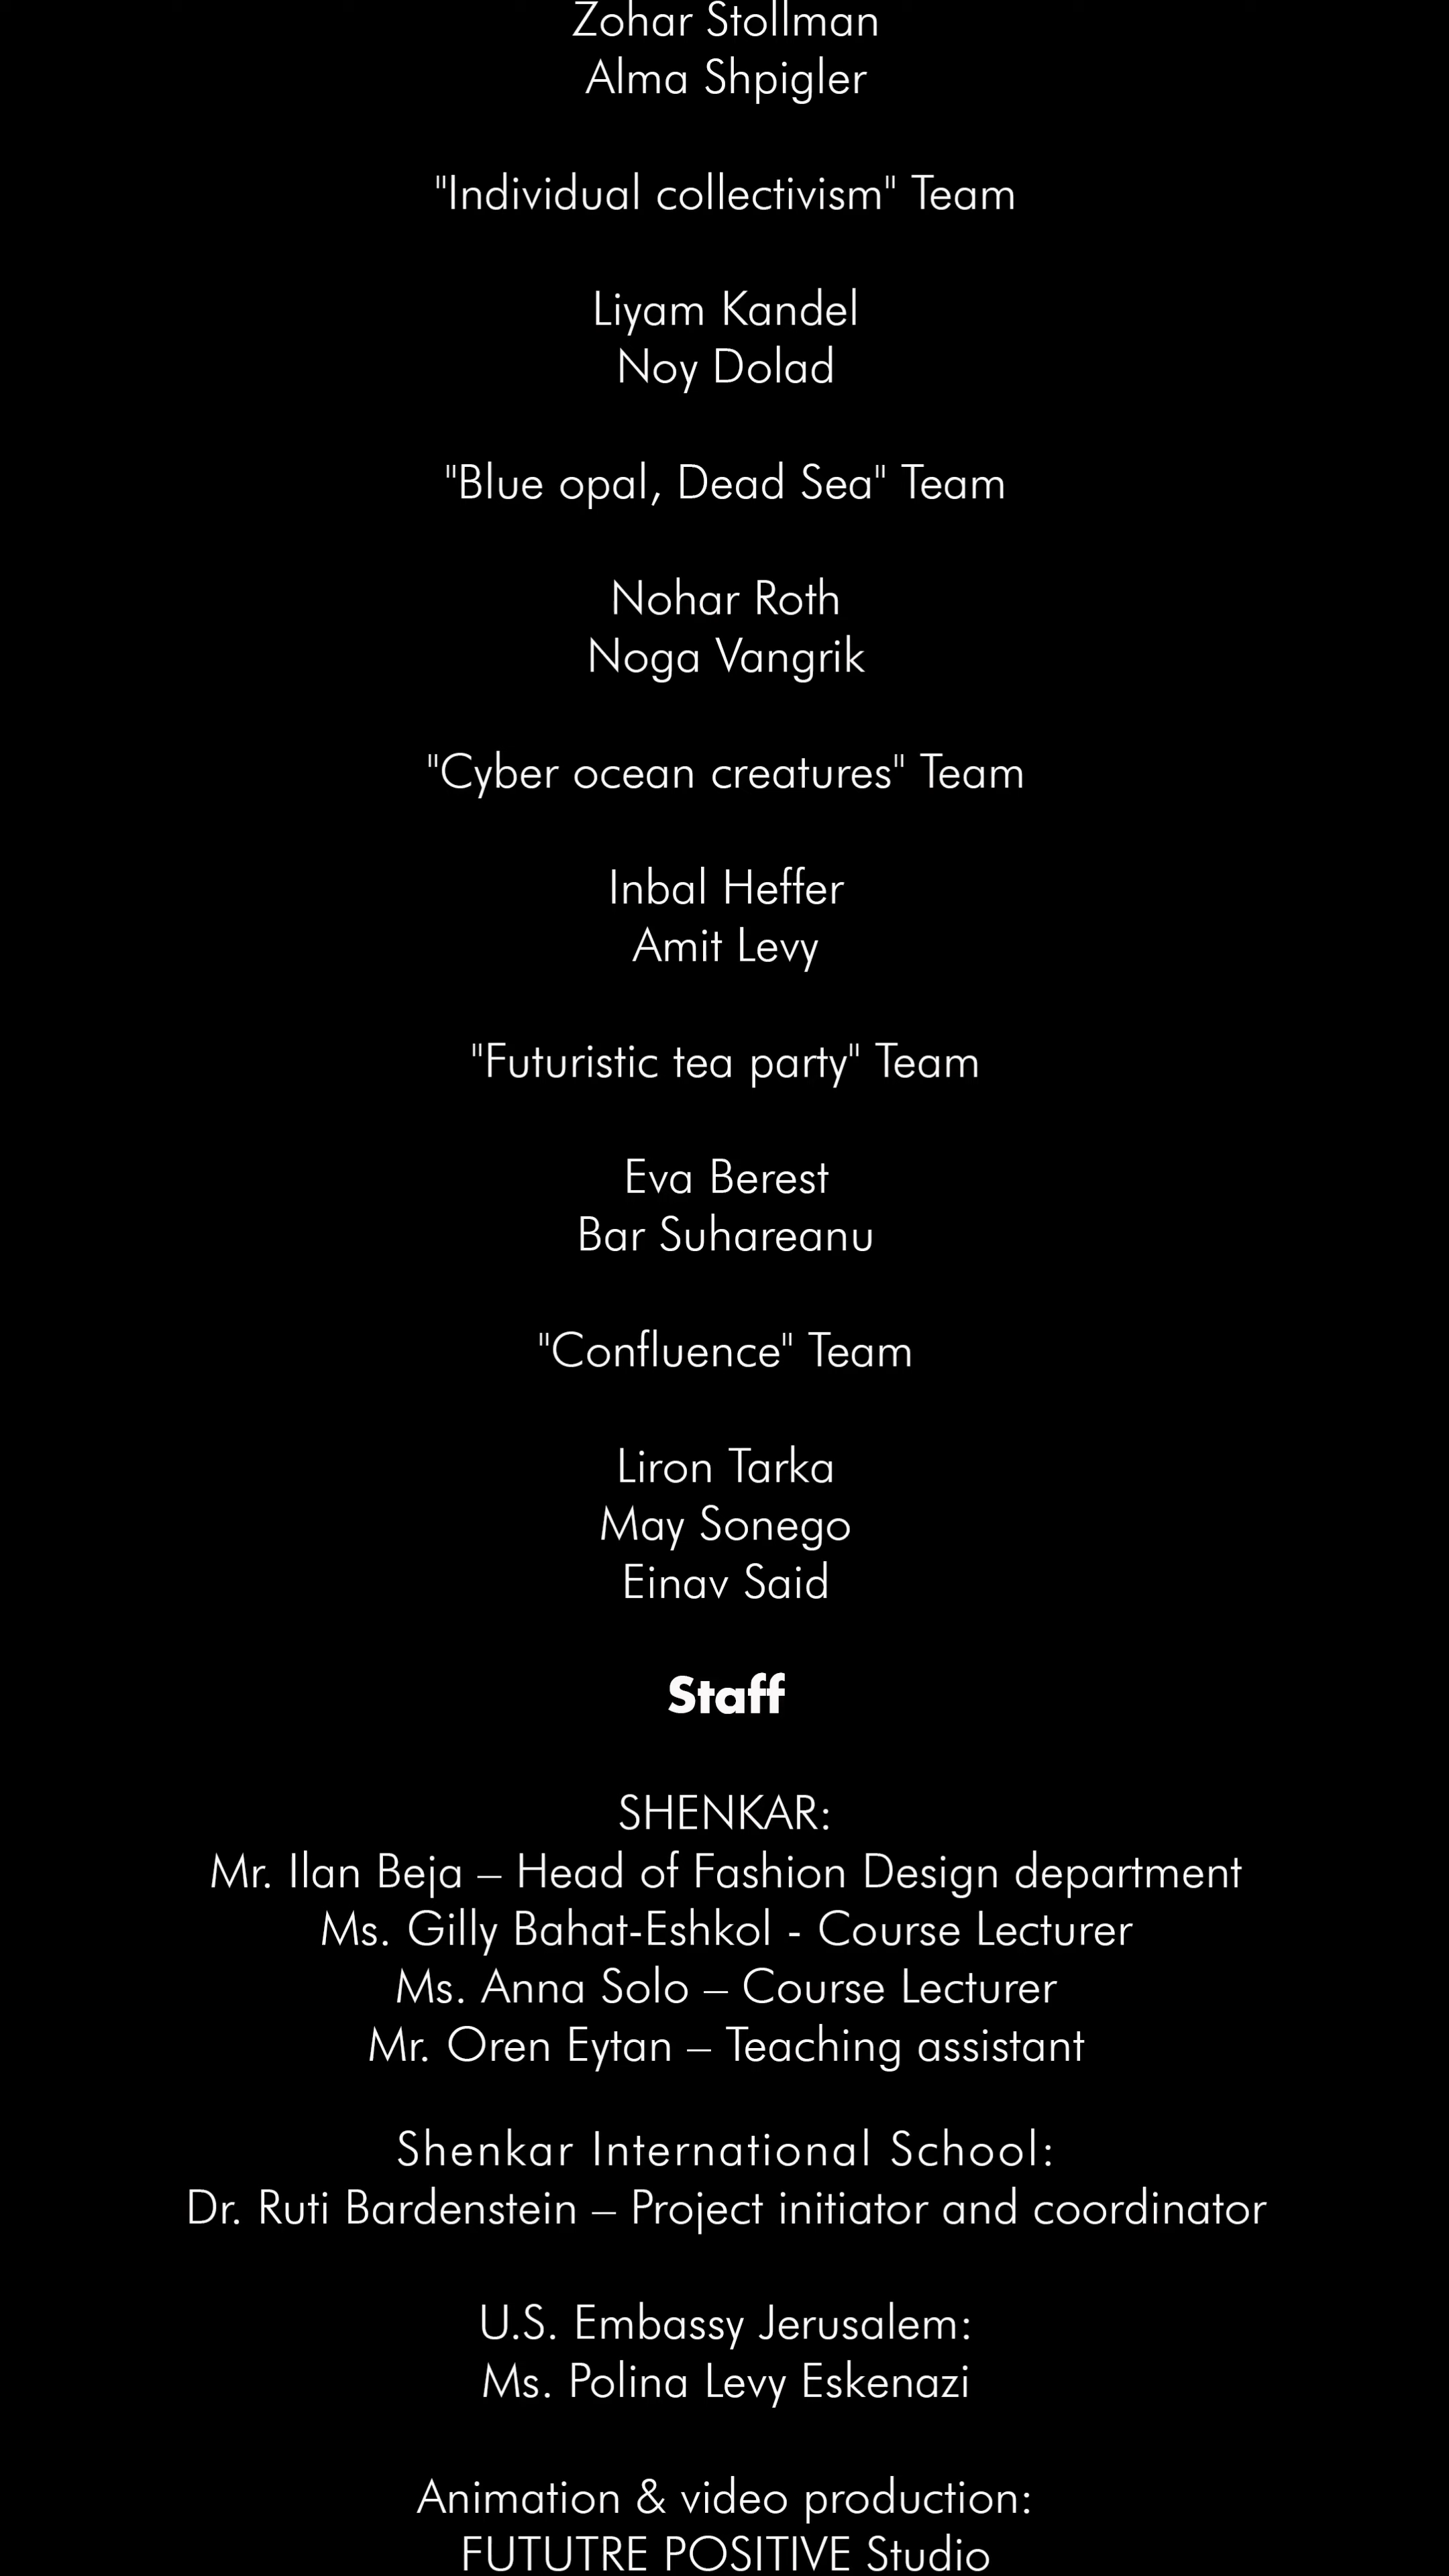 Zohar Stollman
Alma Shpigler
"Individual collectivism" Team
Liyam Kandel
Noy Dolad
"Blue opal, Dead Sea" Team
Nohar Roth
Noga Vangrik
"Cyber ocean creatures" Team
Inbal Heffer
Amit Levy
"Futuristic tea party" Team
Eva Berest
Bar Suhareanu
"Confluence" Team
Liron Tarka
May Sonego
Einav Said
Staff
SHENKAR:
Mr. Ilan Beja – Head of Fashion Design department
Ms. Gilly Bahat-Eshkol - Course Lecturer
Ms. Anna Solo – Course Lecturer
Mr. Oren Eytan – Teaching assistant
Shenkar International School:
Dr. Ruti Bardenstein – Project initiator and coordinator
U.S. Embassy Jerusalem:
Ms. Polina Levy Eskenazi
Animation & video production:
FUTUTRE POSITIVE Studio